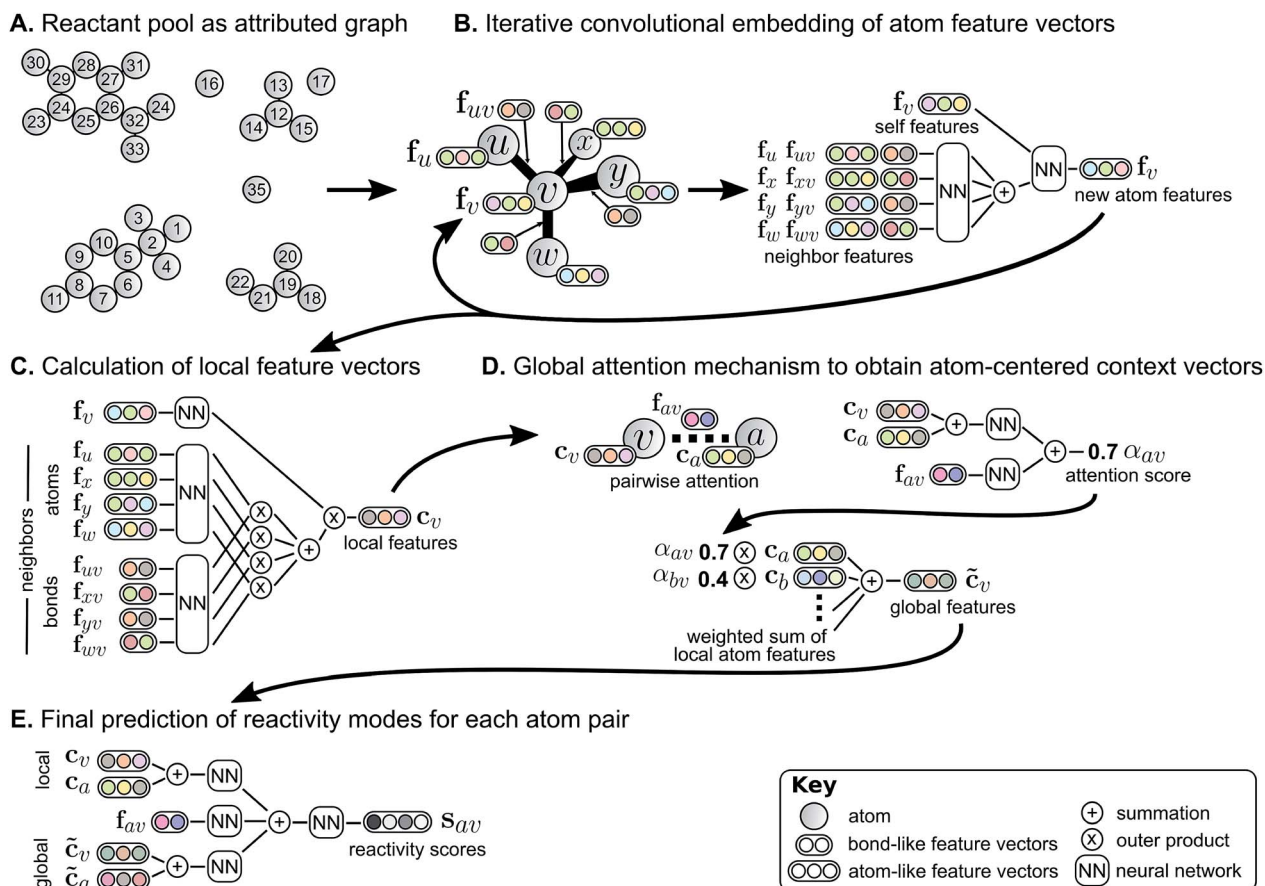 A. Reactant pool as attributed graph
30 28 31
29 27
24 26 24
23 25 32
33
16 13 17
12
14 15
35
3 1
10 2
9 5 4
8 6
11 7
20
22 19
21 18
B. Iterative convolutional embedding of atom feature vectors
f_uv
f_u u x
f_v v y
w
f_v
self features
f_u f_uv
f_x f_xv
f_y f_yv
f_w f_wv
neighbor features
NN + NN f_v
new atom features
C. Calculation of local feature vectors
f_v NN
neighbors
atoms
f_u
f_x
f_y
f_w
NN
bonds
f_uv
f_xv
f_yv
f_wv
NN
x
x
x
x
+
x c_v
local features
D. Global attention mechanism to obtain atom-centered context vectors
f_av
v a
c_v c_a
pairwise attention
c_v
c_a + NN
f_av NN
+ 0.7 α_av
attention score
α_av 0.7 x c_a
α_bv 0.4 x c_b
+ c̃_v
global features
weighted sum of
local atom features
E. Final prediction of reactivity modes for each atom pair
local
c_v
c_a + NN
f_av NN + NN s_av
reactivity scores
global
c̃_v
c̃_a + NN
Key
atom
bond-like feature vectors
atom-like feature vectors
+ summation
x outer product
NN neural network